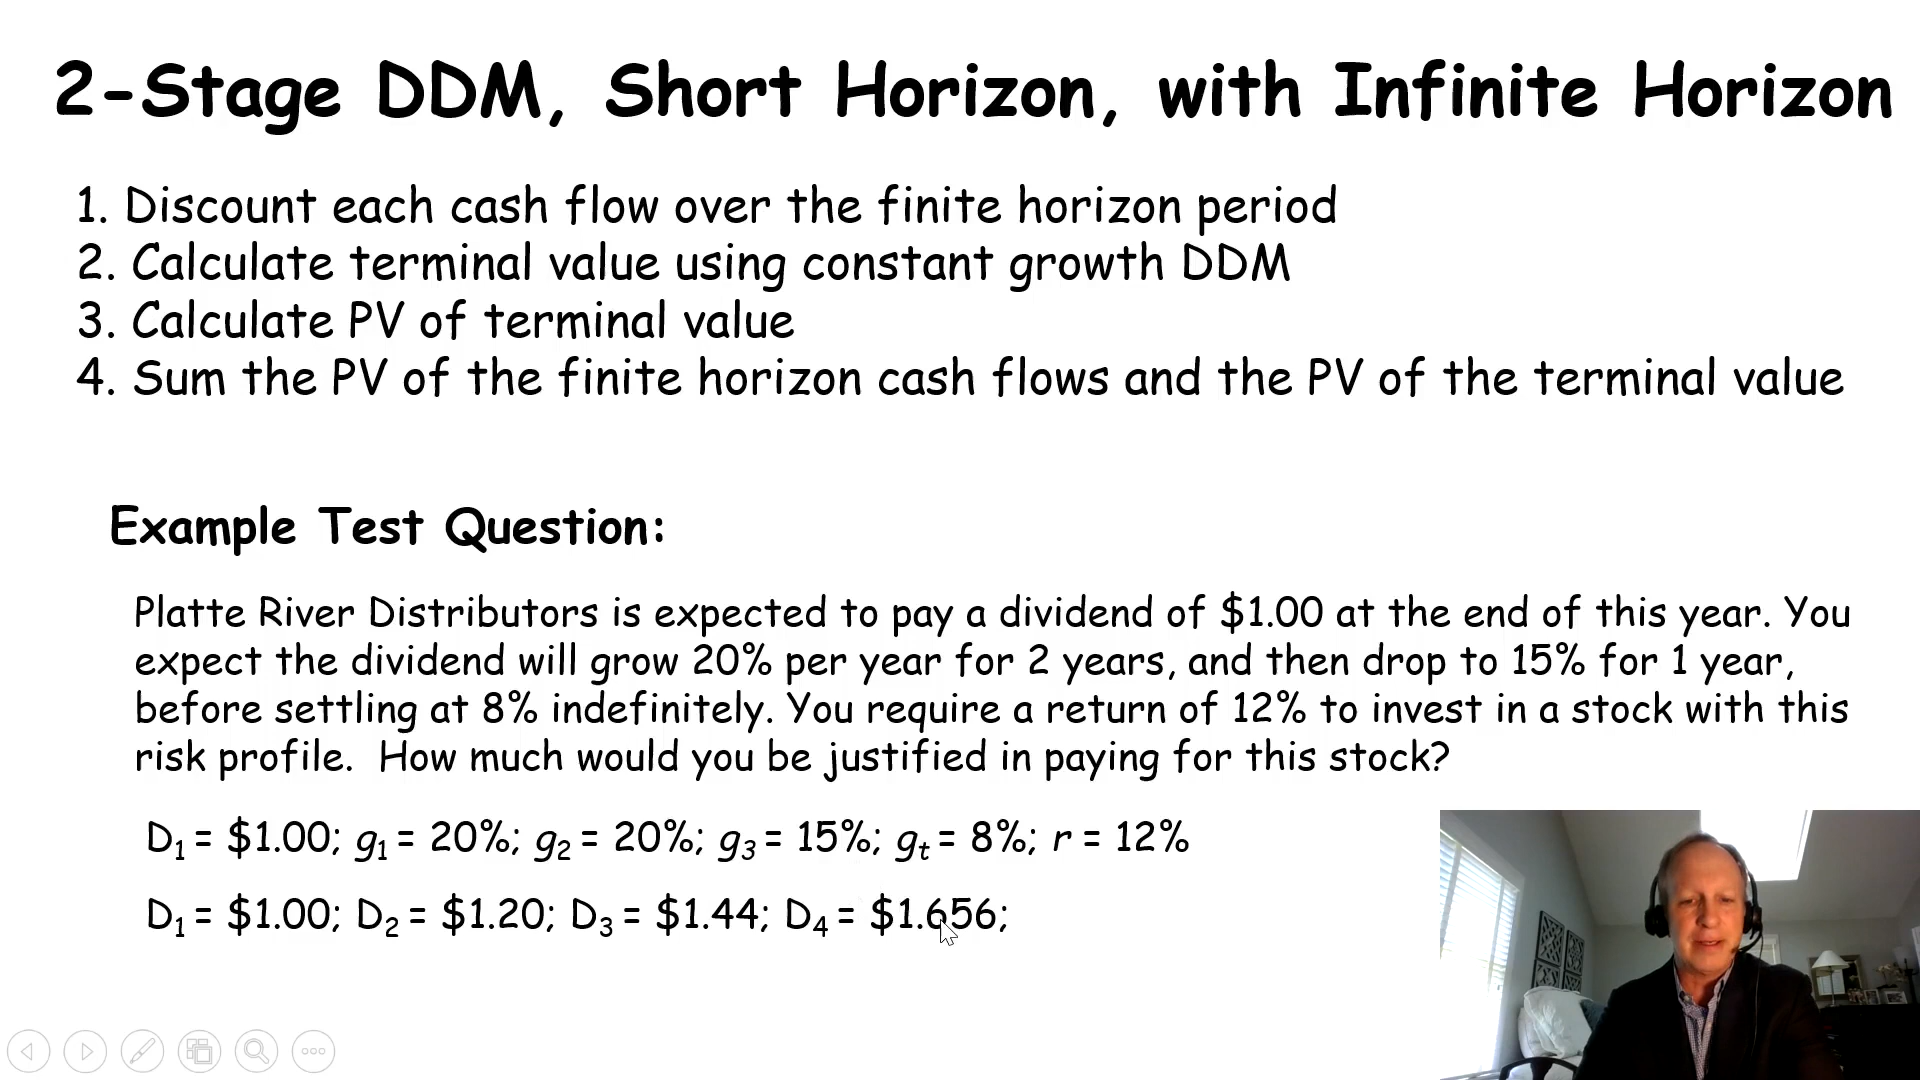 2-Stage DDM, Short Horizon, with Infinite Horizon
1. Discount each cash flow over the finite horizon period
2. Calculate terminal value using constant growth DDM
3. Calculate PV of terminal value
4. Sum the PV of the finite horizon cash flows and the PV of the terminal value
Example Test Question:
Platte River Distributors is expected to pay a dividend of $1.00 at the end of this year. You
expect the dividend will grow 20% per year for 2 years, and then drop to 15% for 1 year,
before settling at 8% indefinitely. You require a return of 12% to invest in a stock with this
risk profile. How much would you be justified in paying for this stock?
D₁ = $1.00; g₁ = 20%; g₂ = 20%; g₃ = 15%; gₜ = 8%; r = 12%
D₁ = $1.00; D₂ = $1.20; D₃ = $1.44; D₄ = $1.656;